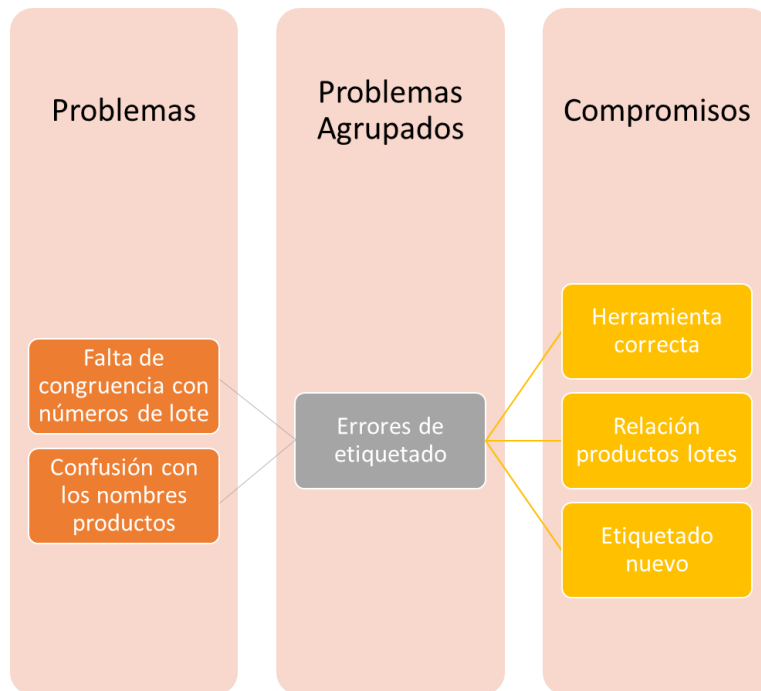 Problemas
Problemas
Agrupados
Compromisos
Falta de
congruencia con
números de lote
Confusión con
los nombres
productos
Errores de
etiquetado
Herramienta
correcta
Relación
productos lotes
Etiquetado
nuevo